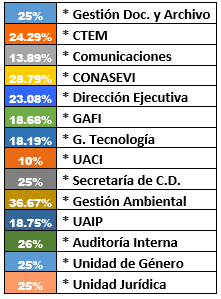 25% * Gestión Doc. y Archivo
24.29% * CTEM
13.89% * Comunicaciones
28.79% * CONASEVI
23.08% * Dirección Ejecutiva
18.68% * GAFI
18.19% * G. Tecnología
10% * UACI
25% * Secretaría de C.D.
36.67% * Gestión Ambiental
18.75% * UAIP
26% * Auditoría Interna
25% * Unidad de Género
25% * Unidad Jurídica